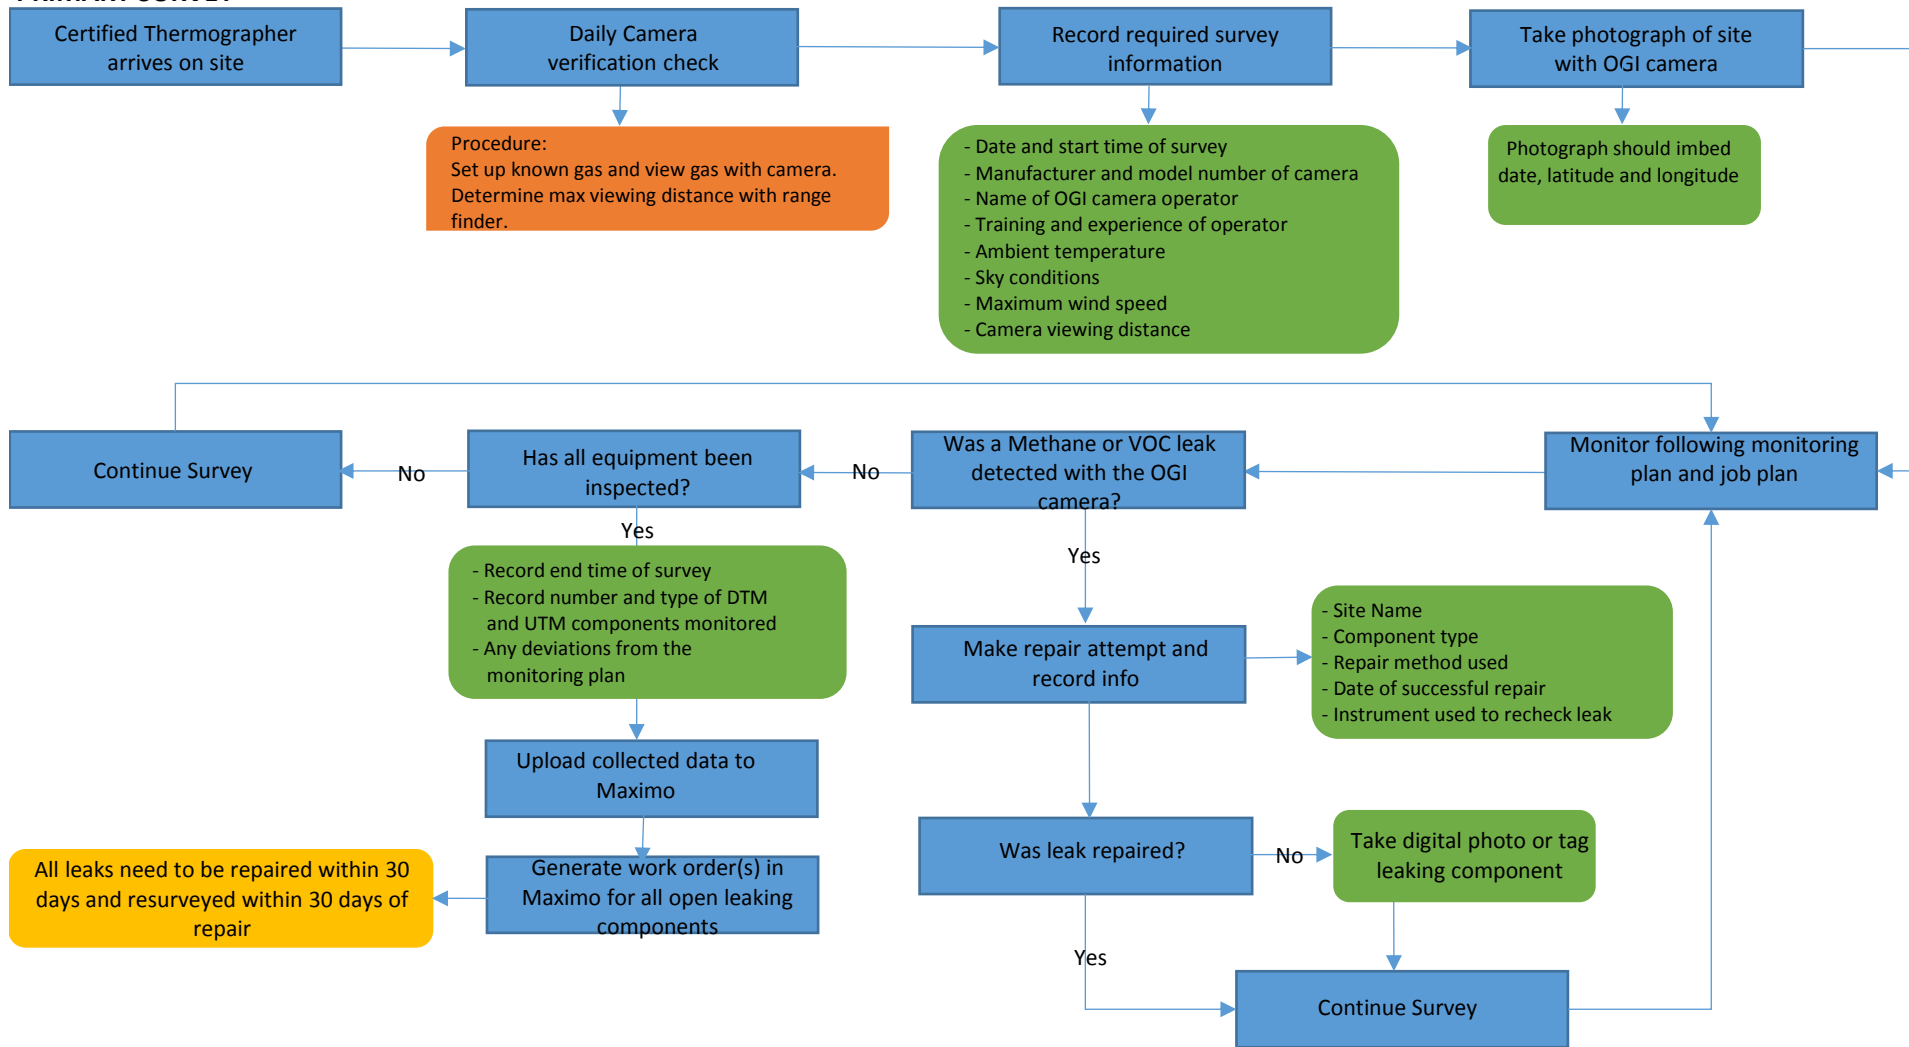 PRIMARY SURVEY
Certified Thermographer
arrives on site
Daily Camera
verification check
Record required survey
information
Take photograph of site
with OGI camera
Procedure:
Set up known gas and view gas with camera.
Determine max viewing distance with range
finder.
- Date and start time of survey
- Manufacturer and model number of camera
- Name of OGI camera operator
- Training and experience of operator
- Ambient temperature
- Sky conditions
- Maximum wind speed
- Camera viewing distance
Photograph should imbed
date, latitude and longitude
Continue Survey
No
Has all equipment been
inspected?
No
Was a Methane or VOC leak
detected with the OGI
camera?
Monitor following monitoring
plan and job plan
Yes
- Record end time of survey
- Record number and type of DTM
and UTM components monitored
- Any deviations from the
monitoring plan
Yes
Make repair attempt and
record info
- Site Name
- Component type
- Repair method used
- Date of successful repair
- Instrument used to recheck leak
Upload collected data to
Maximo
Was leak repaired?
No
Take digital photo or tag
leaking component
All leaks need to be repaired within 30
days and resurveyed within 30 days of
repair
Generate work order(s) in
Maximo for all open leaking
components
Yes
Continue Survey